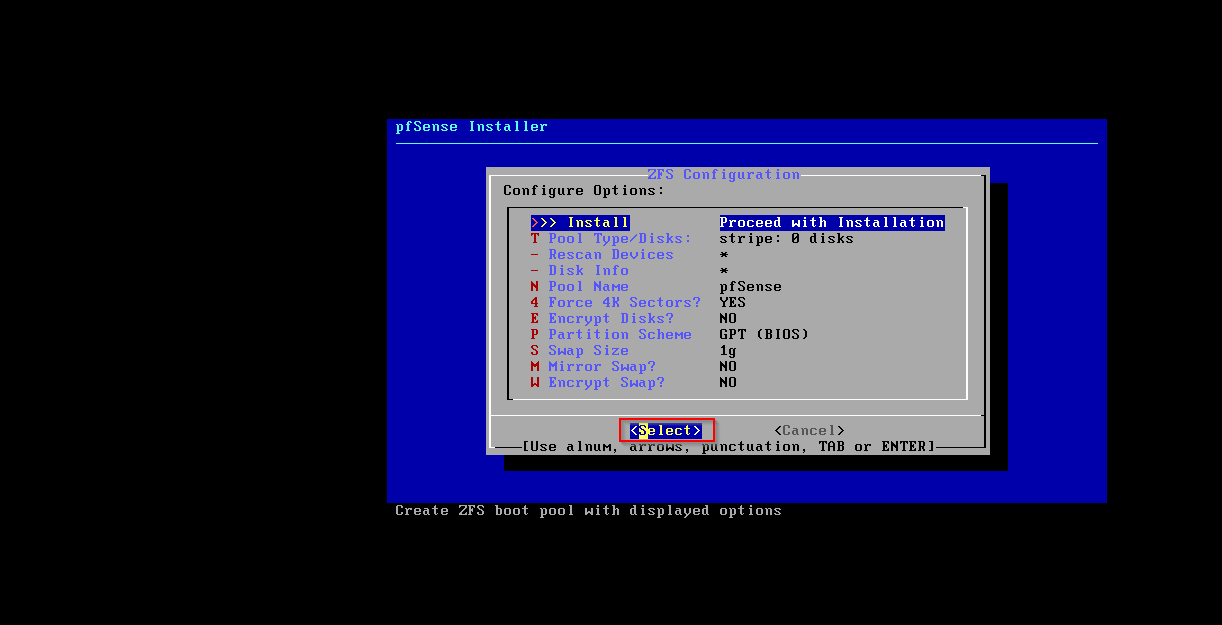 pfSense Installer
ZFS Configuration
Configure Options:
>>> Install Proceed with Installation
T Pool Type/Disks: stripe: 0 disks
- Rescan Devices *
- Disk Info *
N Pool Name pfSense
4 Force 4K Sectors? YES
E Encrypt Disks? NO
P Partition Scheme GPT (BIOS)
S Swap Size 1g
M Mirror Swap? NO
W Encrypt Swap? NO
<Select> <Cancel>
[Use alnum, arrows, punctuation, TAB or ENTER]
Create ZFS boot pool with displayed options